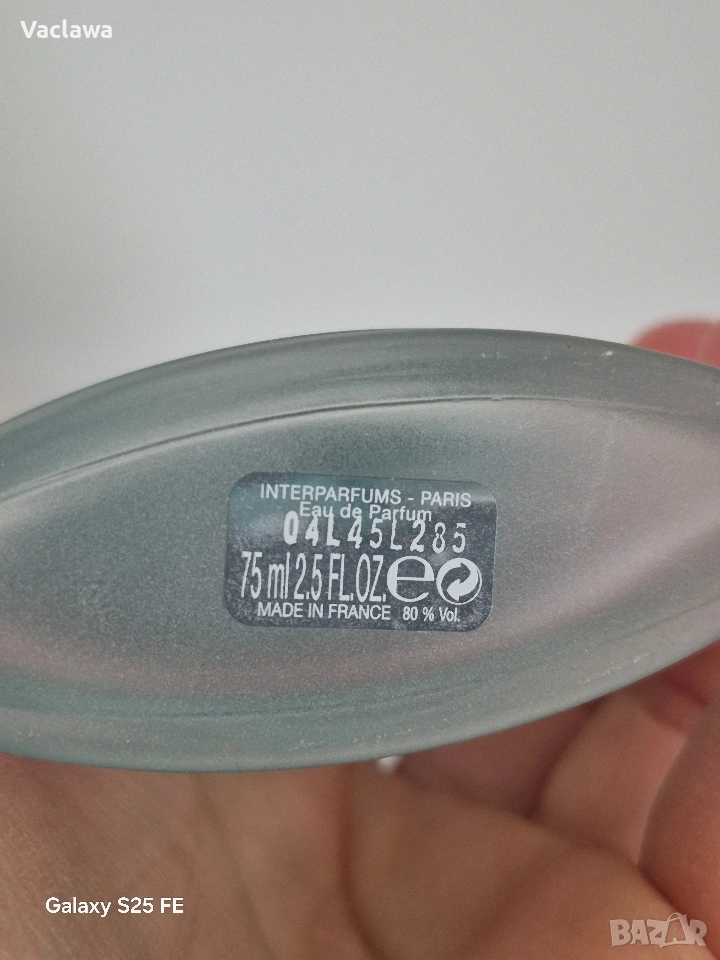 Vaclawa
INTERPARFUMS - PARIS
Eau de Parfum
04L45L285
75 ml 2.5 FL.OZ. e
MADE IN FRANCE 80 % Vol.
Galaxy S25 FE
BAZAR